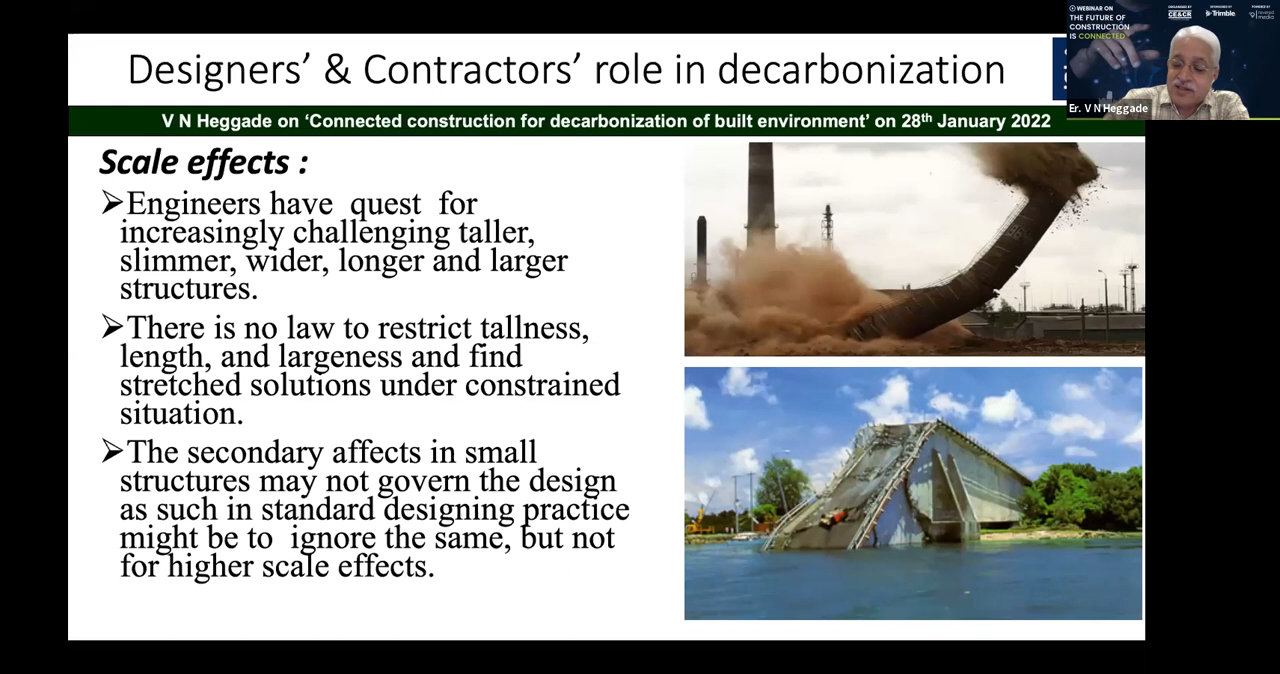 Designers’ & Contractors’ role in decarbonization
V N Heggade on ‘Connected construction for decarbonization of built environment’ on 28th January 2022
Scale effects :
➢Engineers have quest for
increasingly challenging taller,
slimmer, wider, longer and larger
structures.
➢There is no law to restrict tallness,
length, and largeness and find
stretched solutions under constrained
situation.
➢The secondary affects in small
structures may not govern the design
as such in standard designing practice
might be to ignore the same, but not
for higher scale effects.
WEBINAR ON
THE FUTURE OF
CONSTRUCTION
IS CONNECTED
CE&CR
Trimble
Er. V N Heggade